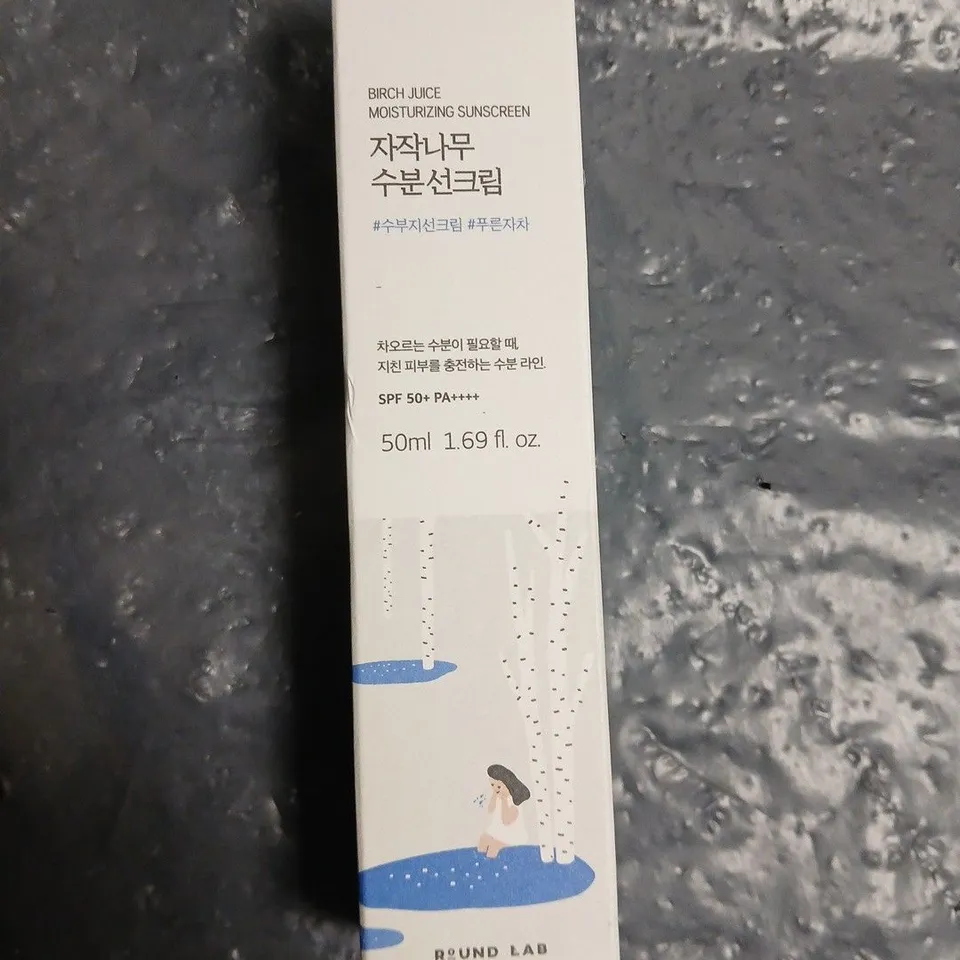 BIRCH JUICE
MOISTURIZING SUNSCREEN
자작나무
수분 선크림
#수부지선크림 #푸른자차
차오르는 수분이 필요할 때,
지친 피부를 충전하는 수분 라인.
SPF 50+ PA++++
50ml 1.69 fl. oz.
ROUND LAB